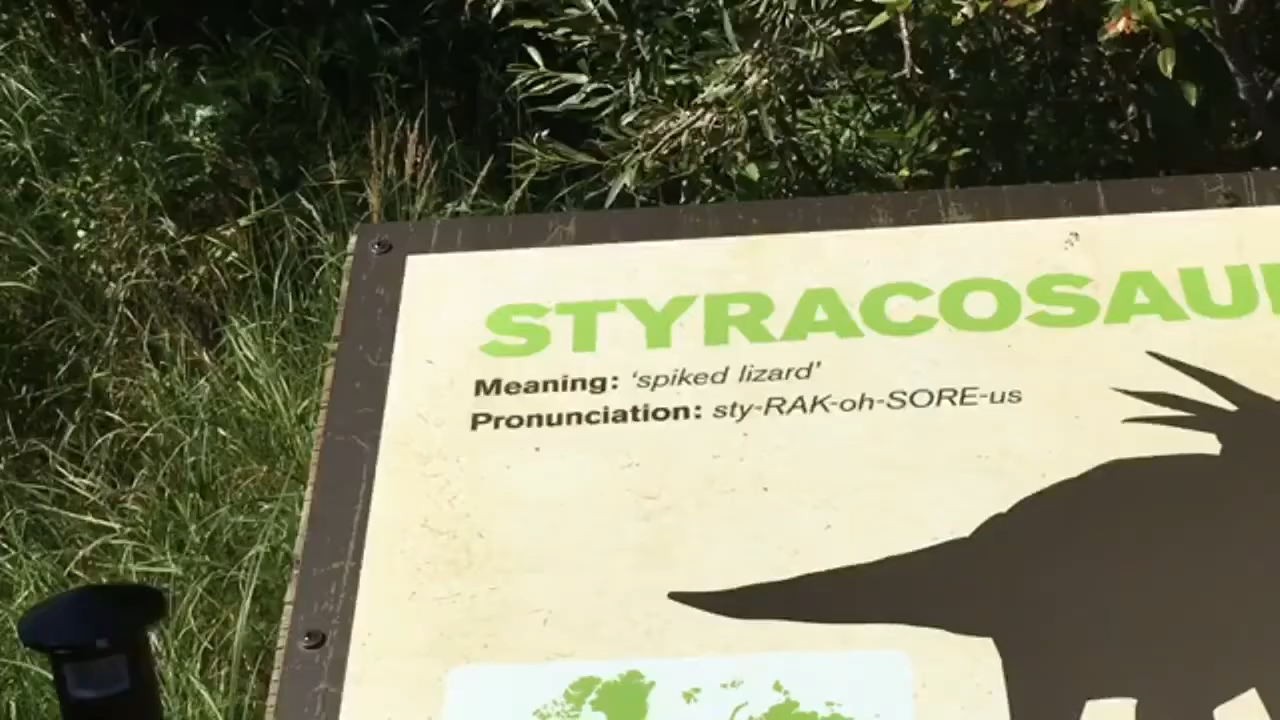 STYRACOSAU
Meaning: ‘spiked lizard’
Pronunciation: sty-RAK-oh-SORE-us